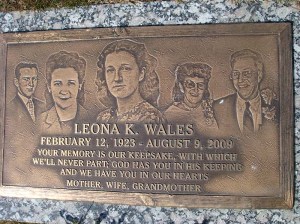 LEONA K. WALES
FEBRUARY 12, 1923 - AUGUST 9, 2009
YOUR MEMORY IS OUR KEEPSAKE, WITH WHICH
WE'LL NEVER PART; GOD HAS YOU IN HIS KEEPING
AND WE HAVE YOU IN OUR HEARTS
MOTHER, WIFE, GRANDMOTHER